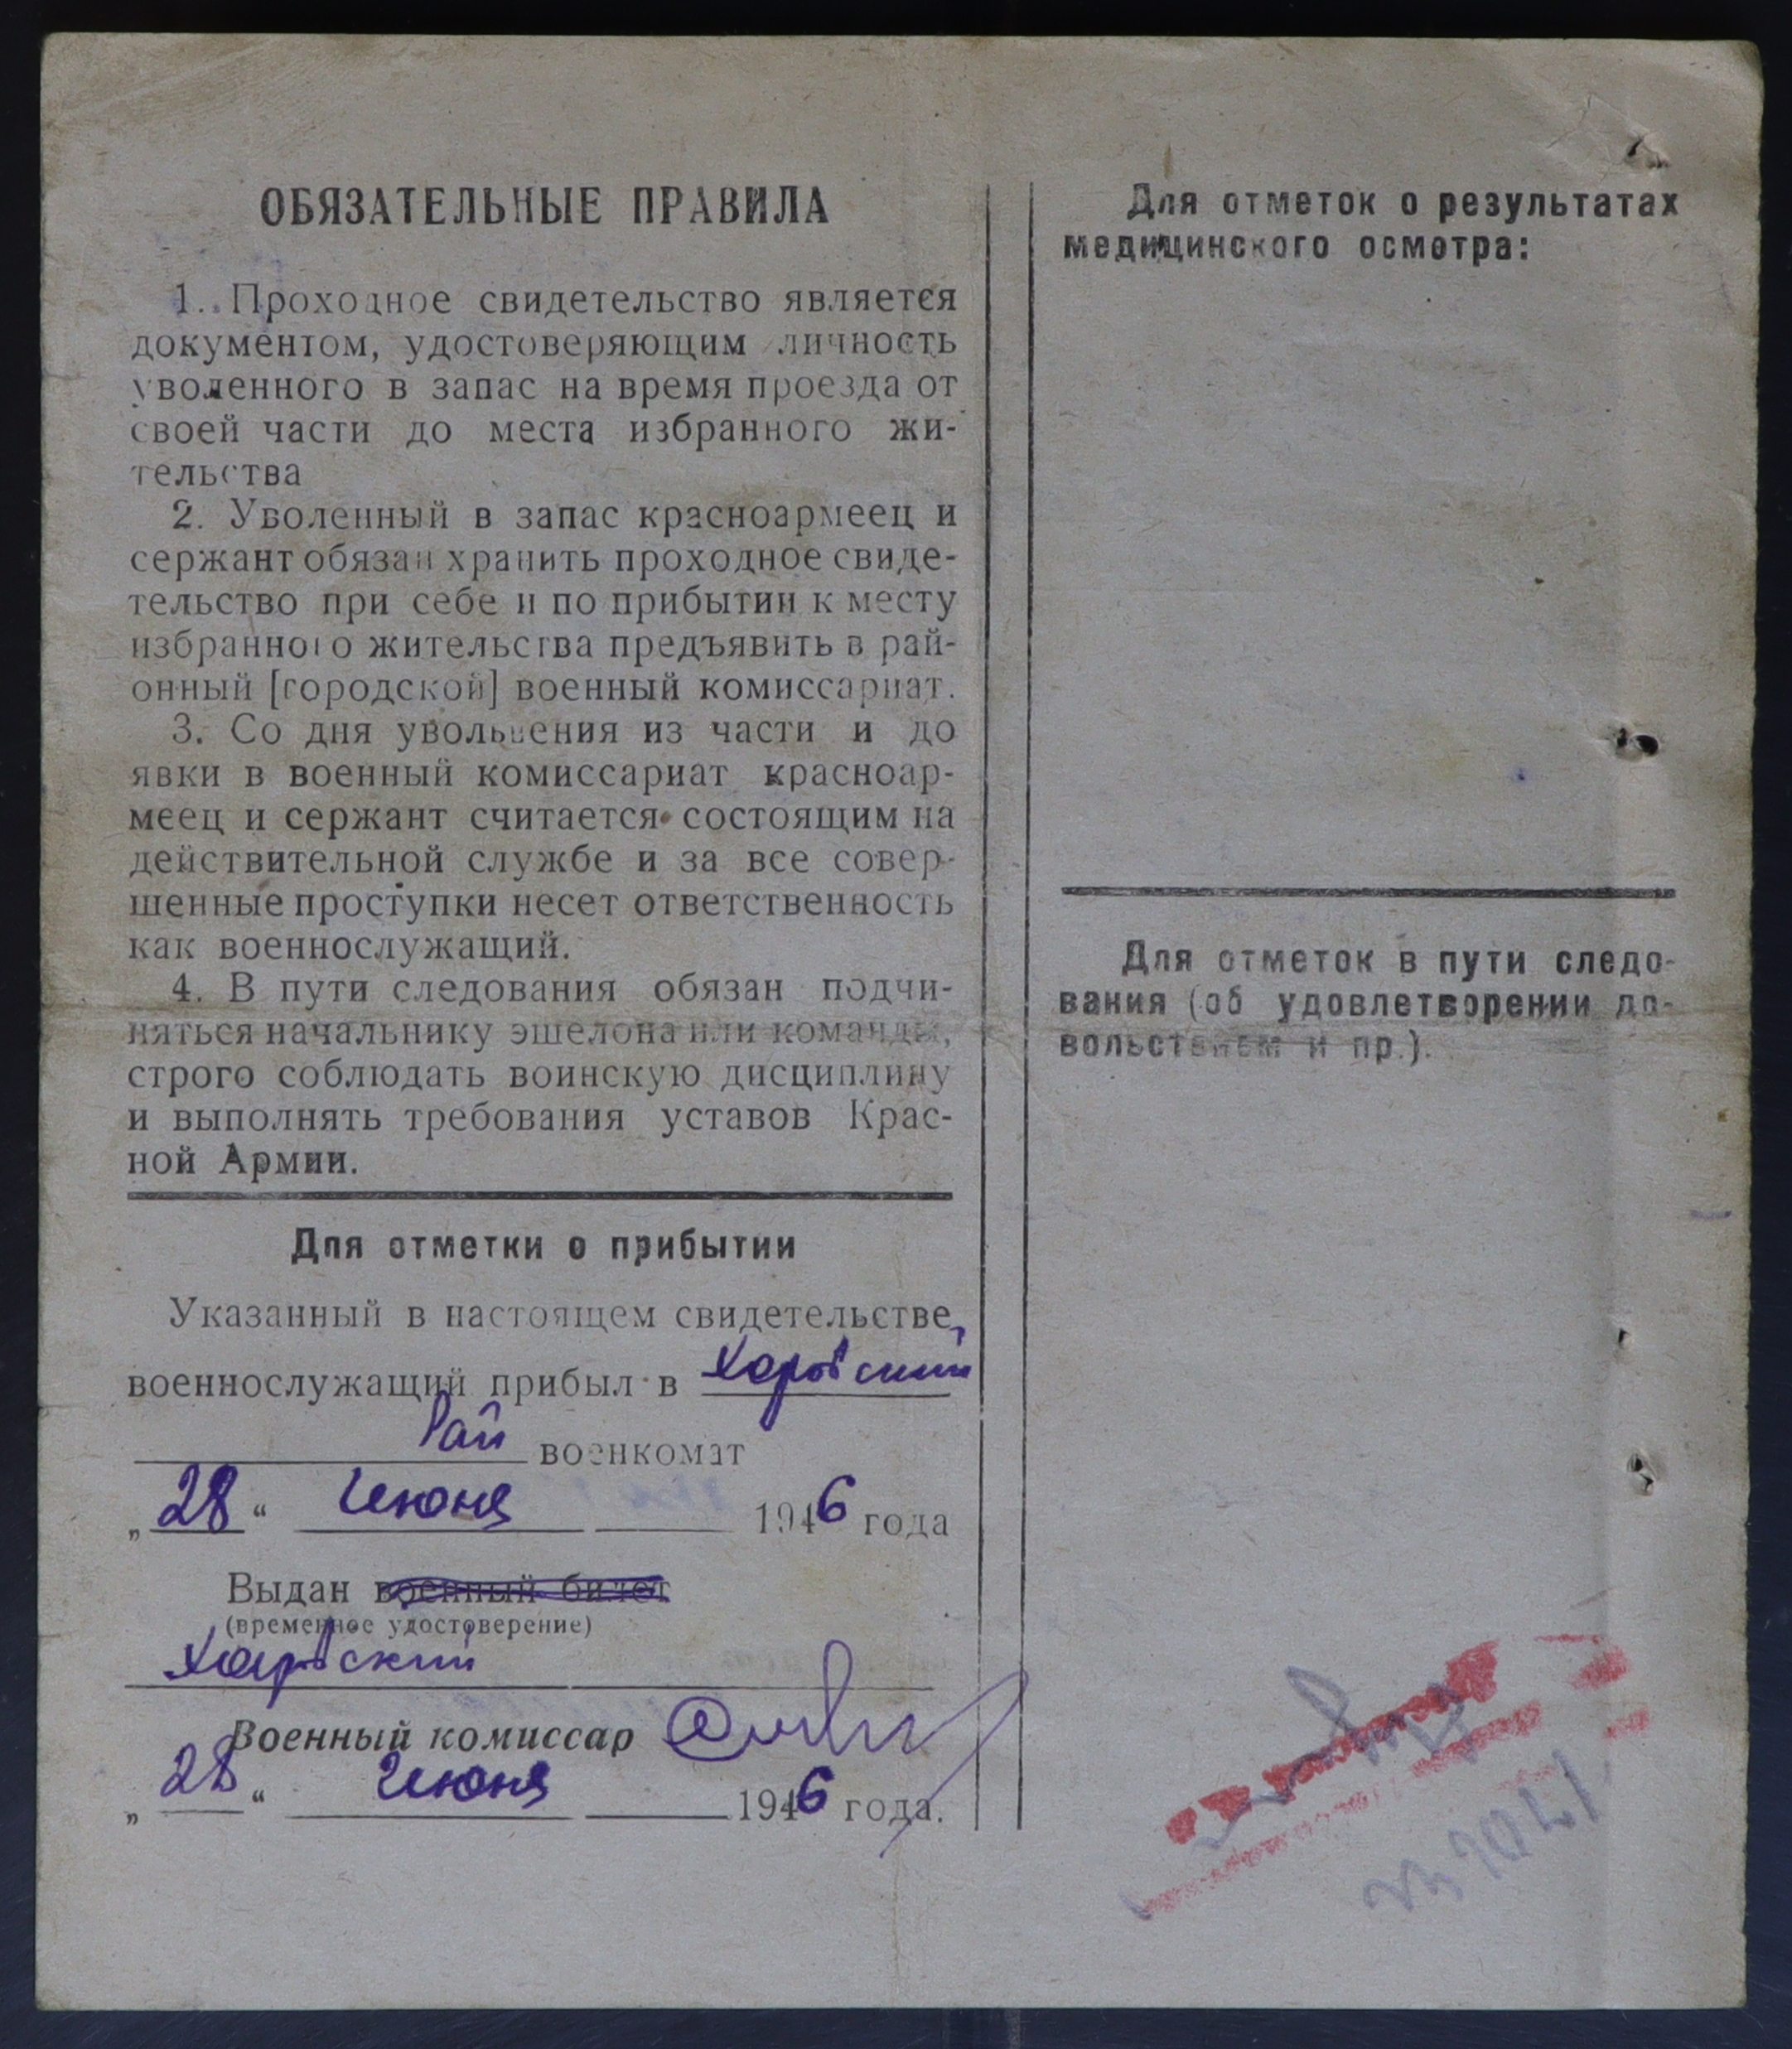 ОБЯЗАТЕЛЬНЫЕ ПРАВИЛА
1. Проходное свидетельство является
документом, удостоверяющим личность
уволенного в запас на время проезда от
своей части до места избранного жи-
тельства
2. Уволенный в запас красноармеец и
сержант обязан хранить проходное свиде-
тельство при себе и по прибытии к месту
избранного жительства предъявить в рай-
онный [городской] военный комиссариат.
3. Со дня увольнения из части и до
явки в военный комиссариат красноар-
меец и сержант считается состоящим на
действительной службе и за все совер-
шенные проступки несет ответственность
как военнослужащий.
4. В пути следования обязан подчи-
няться начальнику эшелона или команды,
строго соблюдать воинскую дисциплину
и выполнять требования уставов Крас-
ной Армии.
Для отметки о прибытии
Указанный в настоящем свидетельстве
военнослужащий прибыл в Харовский
Рай военкомат
„28“ Июня 1946 года
Выдан военный билет
(временное удостоверение)
Харовский
Военный комиссар
„28“ Июня 1946 года.
Для отметок о результатах
медицинского осмотра:
Для отметок в пути следо-
вания (об удовлетворении до-
вольствием и пр.).